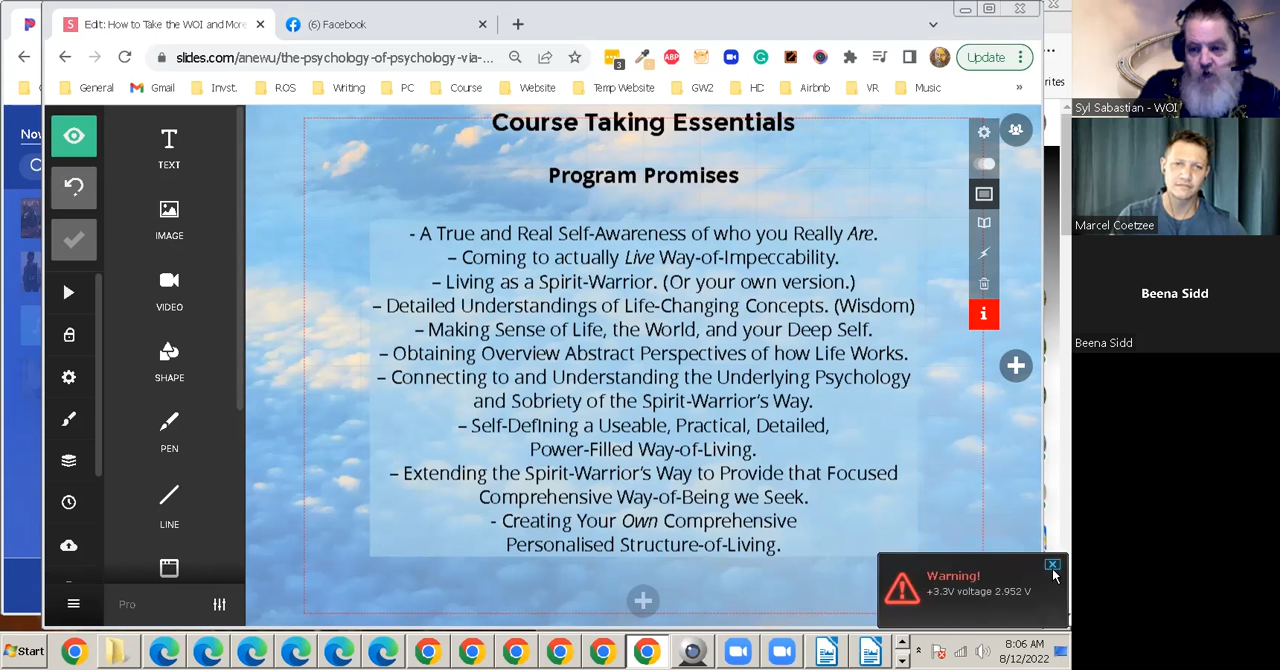 Edit: How to Take the WOI and More
(6) Facebook
slides.com/anewu/the-psychology-of-psychology-via-...
3
ABP
Update
General
Gmail
Invst.
ROS
Writing
PC
Course
Website
Temp Website
GW2
HD
Airbnb
VR
Music
»
rites
Now
TEXT
IMAGE
VIDEO
SHAPE
PEN
LINE
Pro
Course Taking Essentials
Program Promises
- A True and Real Self-Awareness of who you Really Are.
– Coming to actually Live Way-of-Impeccability.
– Living as a Spirit-Warrior. (Or your own version.)
– Detailed Understandings of Life-Changing Concepts. (Wisdom)
– Making Sense of Life, the World, and your Deep Self.
– Obtaining Overview Abstract Perspectives of how Life Works.
– Connecting to and Understanding the Underlying Psychology
and Sobriety of the Spirit-Warrior's Way.
– Self-Defining a Useable, Practical, Detailed,
Power-Filled Way-of-Living.
– Extending the Spirit-Warrior's Way to Provide that Focused
Comprehensive Way-of-Being we Seek.
- Creating Your Own Comprehensive
Personalised Structure-of-Living.
i
Warning!
+3.3V voltage 2.952 V
Syl Sabastian - WOI
Marcel Coetzee
Beena Sidd
Beena Sidd
Start
8:06 AM
8/12/2022